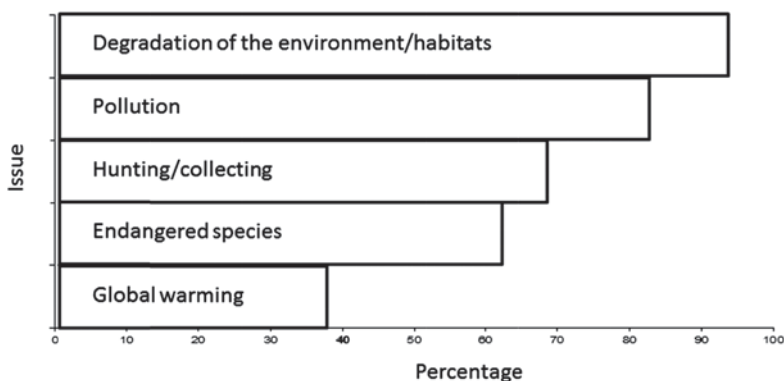 Degradation of the environment/habitats
Pollution
Hunting/collecting
Endangered species
Global warming
Issue
0 10 20 30 40 50 60 70 80 90 100
Percentage